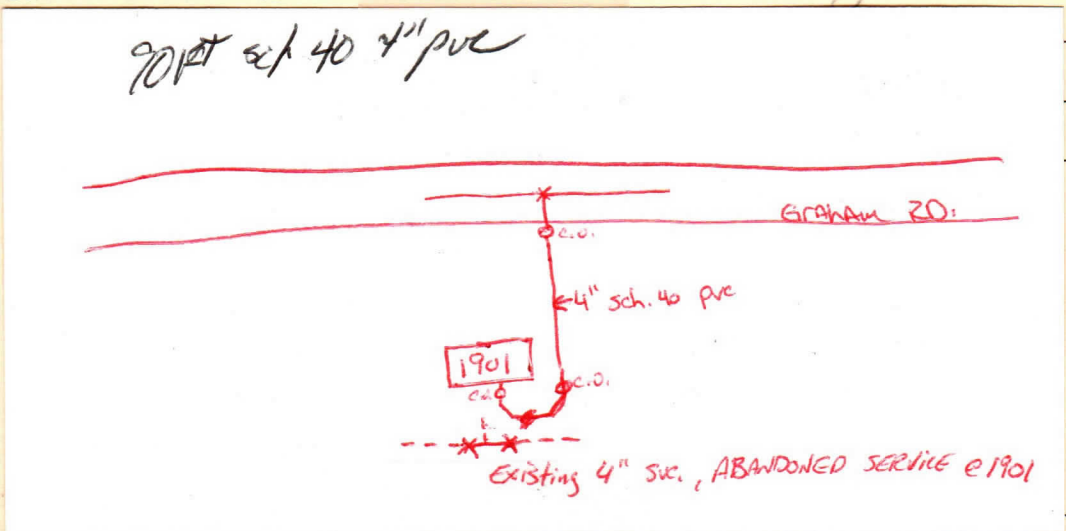 90 ft sch 40 4" pvc
GRAHAM RD.
c.o.
4" sch. 40 pvc
1901
c.o.
c.o.
Existing 4" svc., ABANDONED SERVICE @ 1901